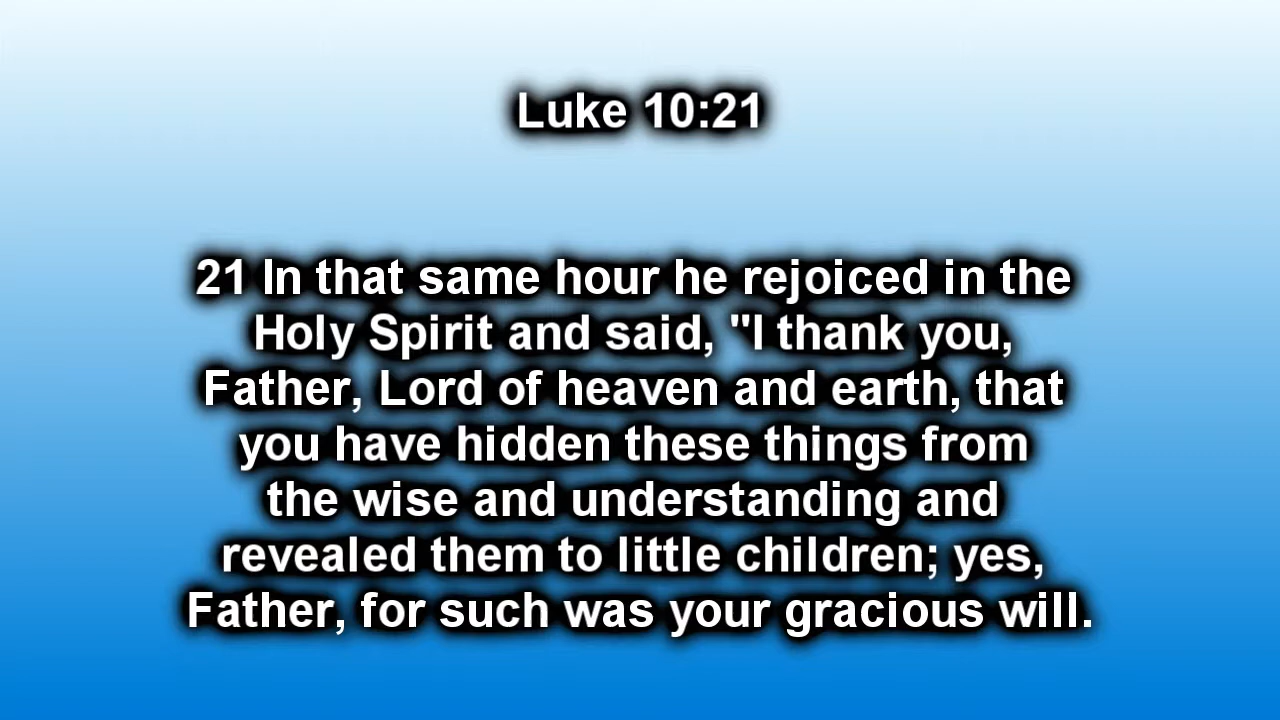 Luke 10:21
21 In that same hour he rejoiced in the
Holy Spirit and said, "I thank you,
Father, Lord of heaven and earth, that
you have hidden these things from
the wise and understanding and
revealed them to little children; yes,
Father, for such was your gracious will.